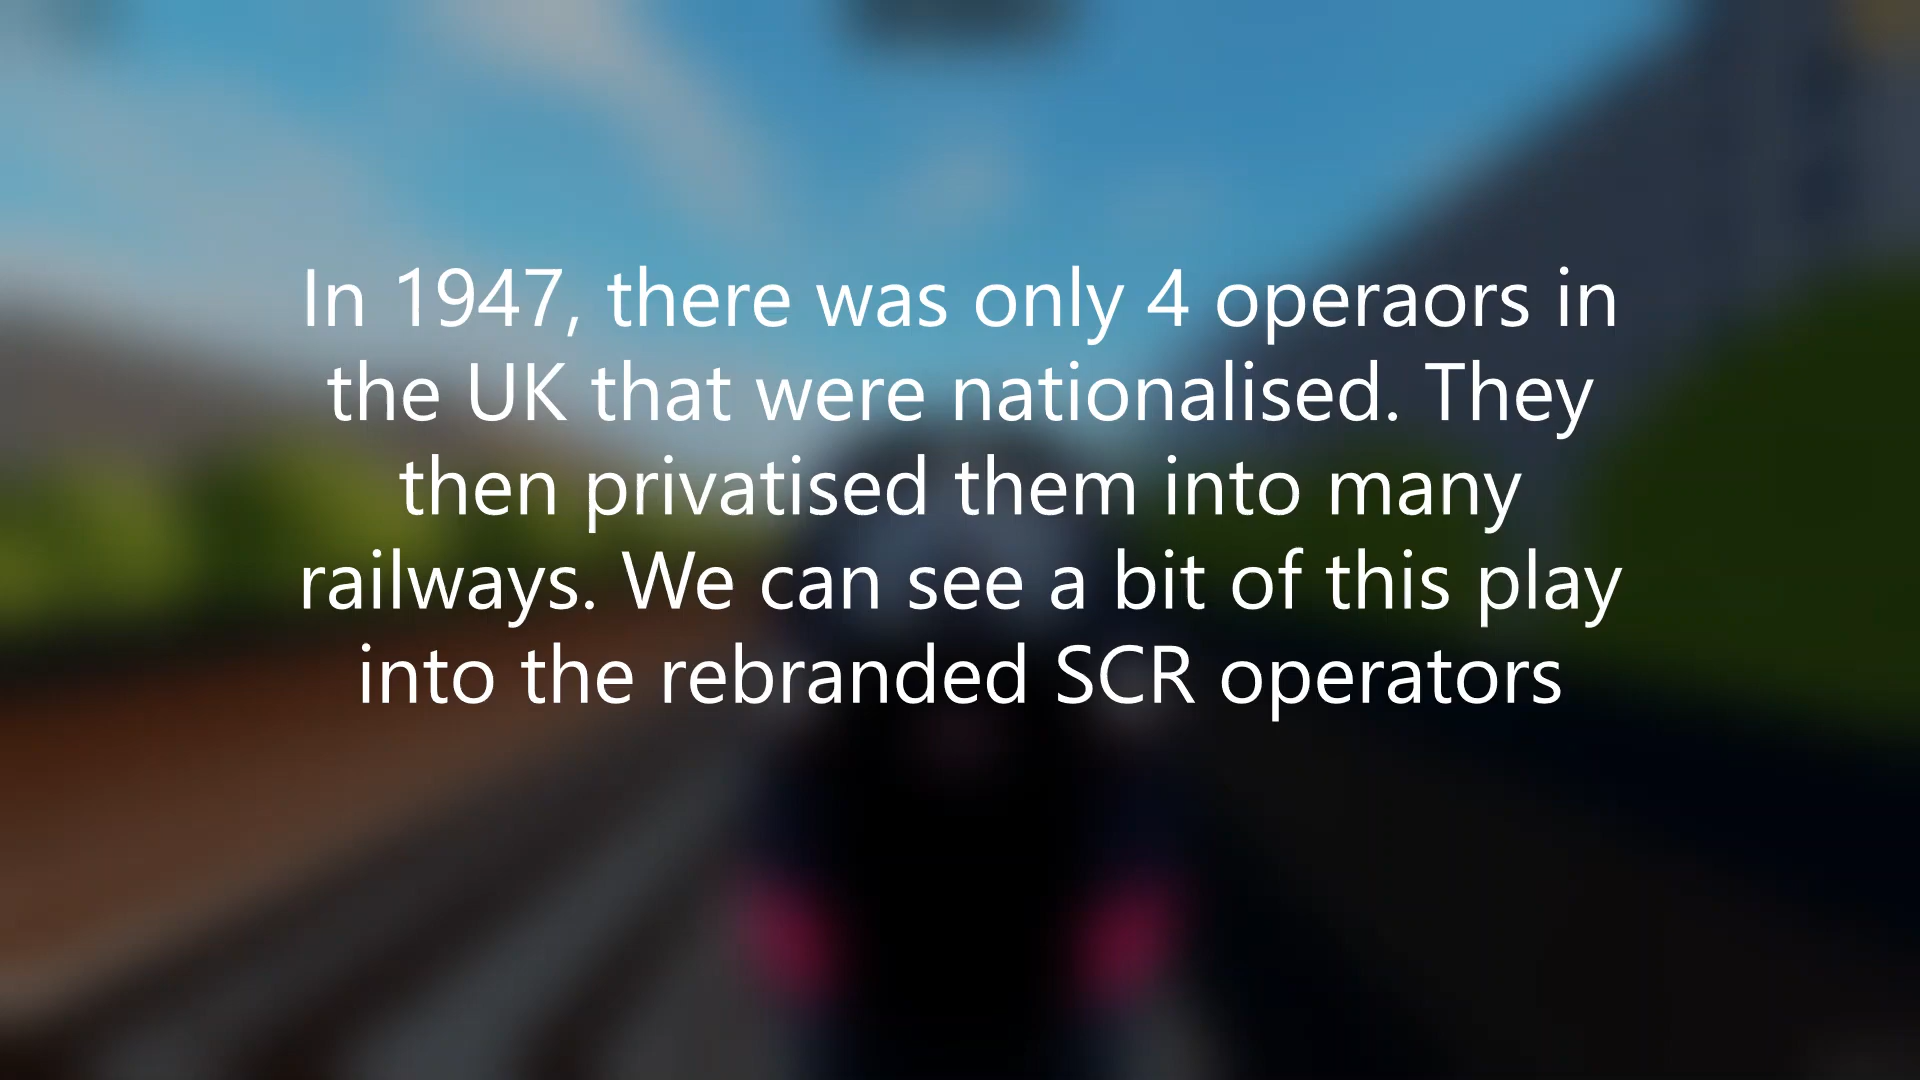 In 1947, there was only 4 operaors in
the UK that were nationalised. They
then privatised them into many
railways. We can see a bit of this play
into the rebranded SCR operators